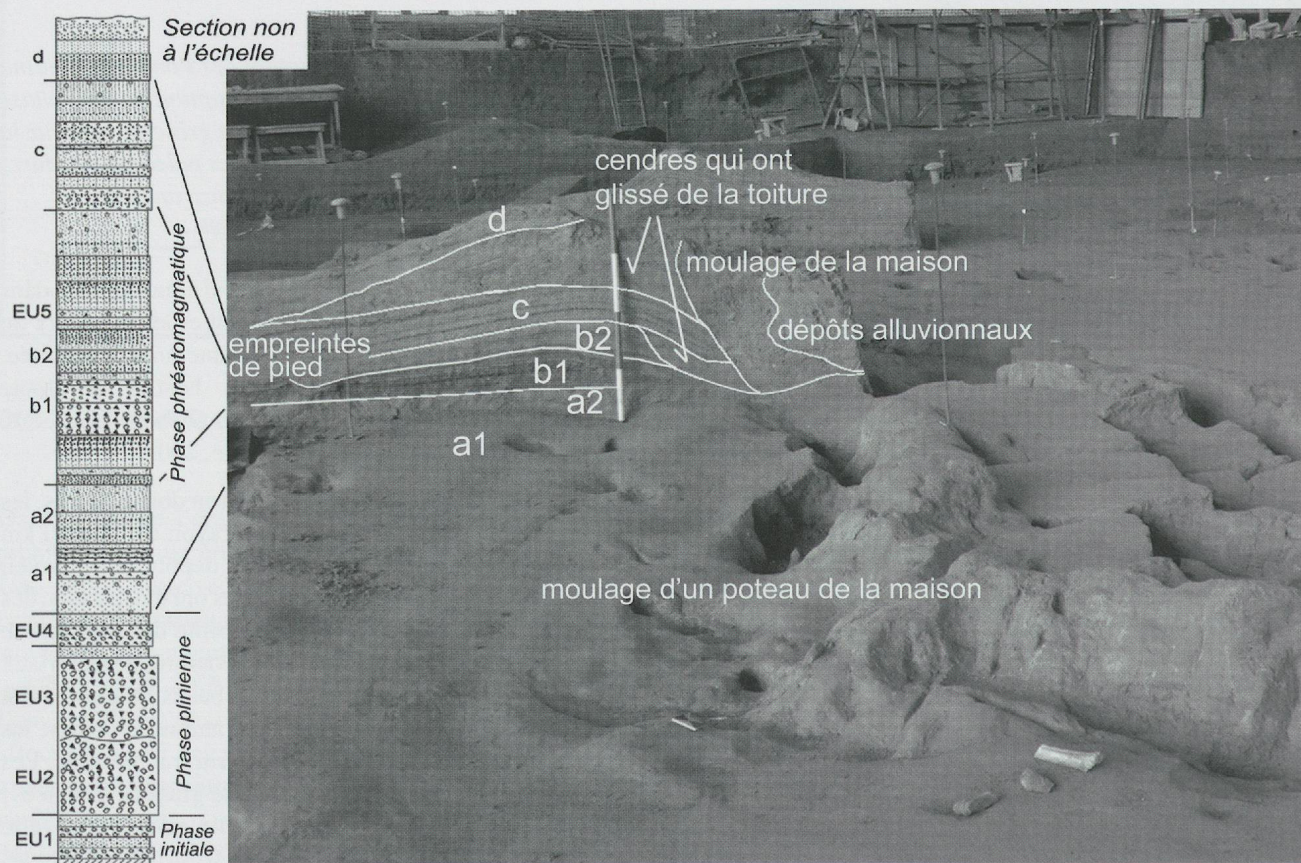 Section non
à l'échelle
d
c
EU5
b2
b1
a2
a1
EU4
EU3
EU2
EU1
Phase phréatomagmatique
Phase plinienne
Phase
initiale
cendres qui ont
glissé de la toiture
d
moulage de la maison
c
dépôts alluvionnaux
empreintes
de pied
b2
b1
a2
a1
moulage d'un poteau de la maison